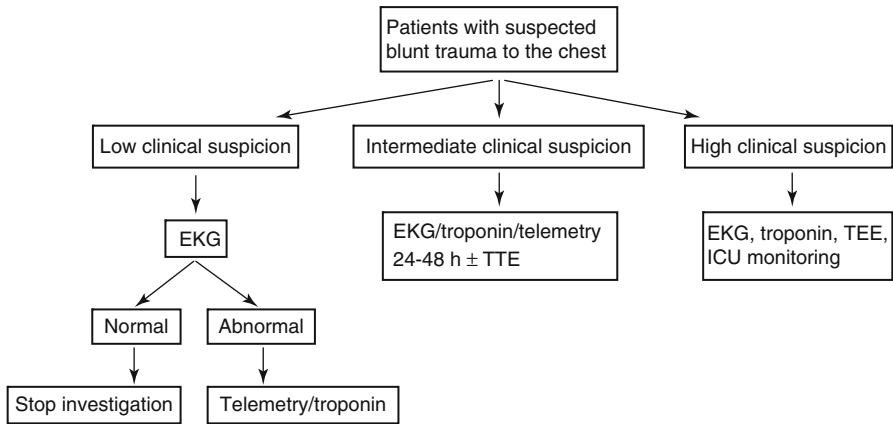 Patients with suspected
blunt trauma to the chest
Low clinical suspicion
Intermediate clinical suspicion
High clinical suspicion
EKG
EKG/troponin/telemetry
24-48 h ± TTE
EKG, troponin, TEE,
ICU monitoring
Normal
Abnormal
Stop investigation
Telemetry/troponin